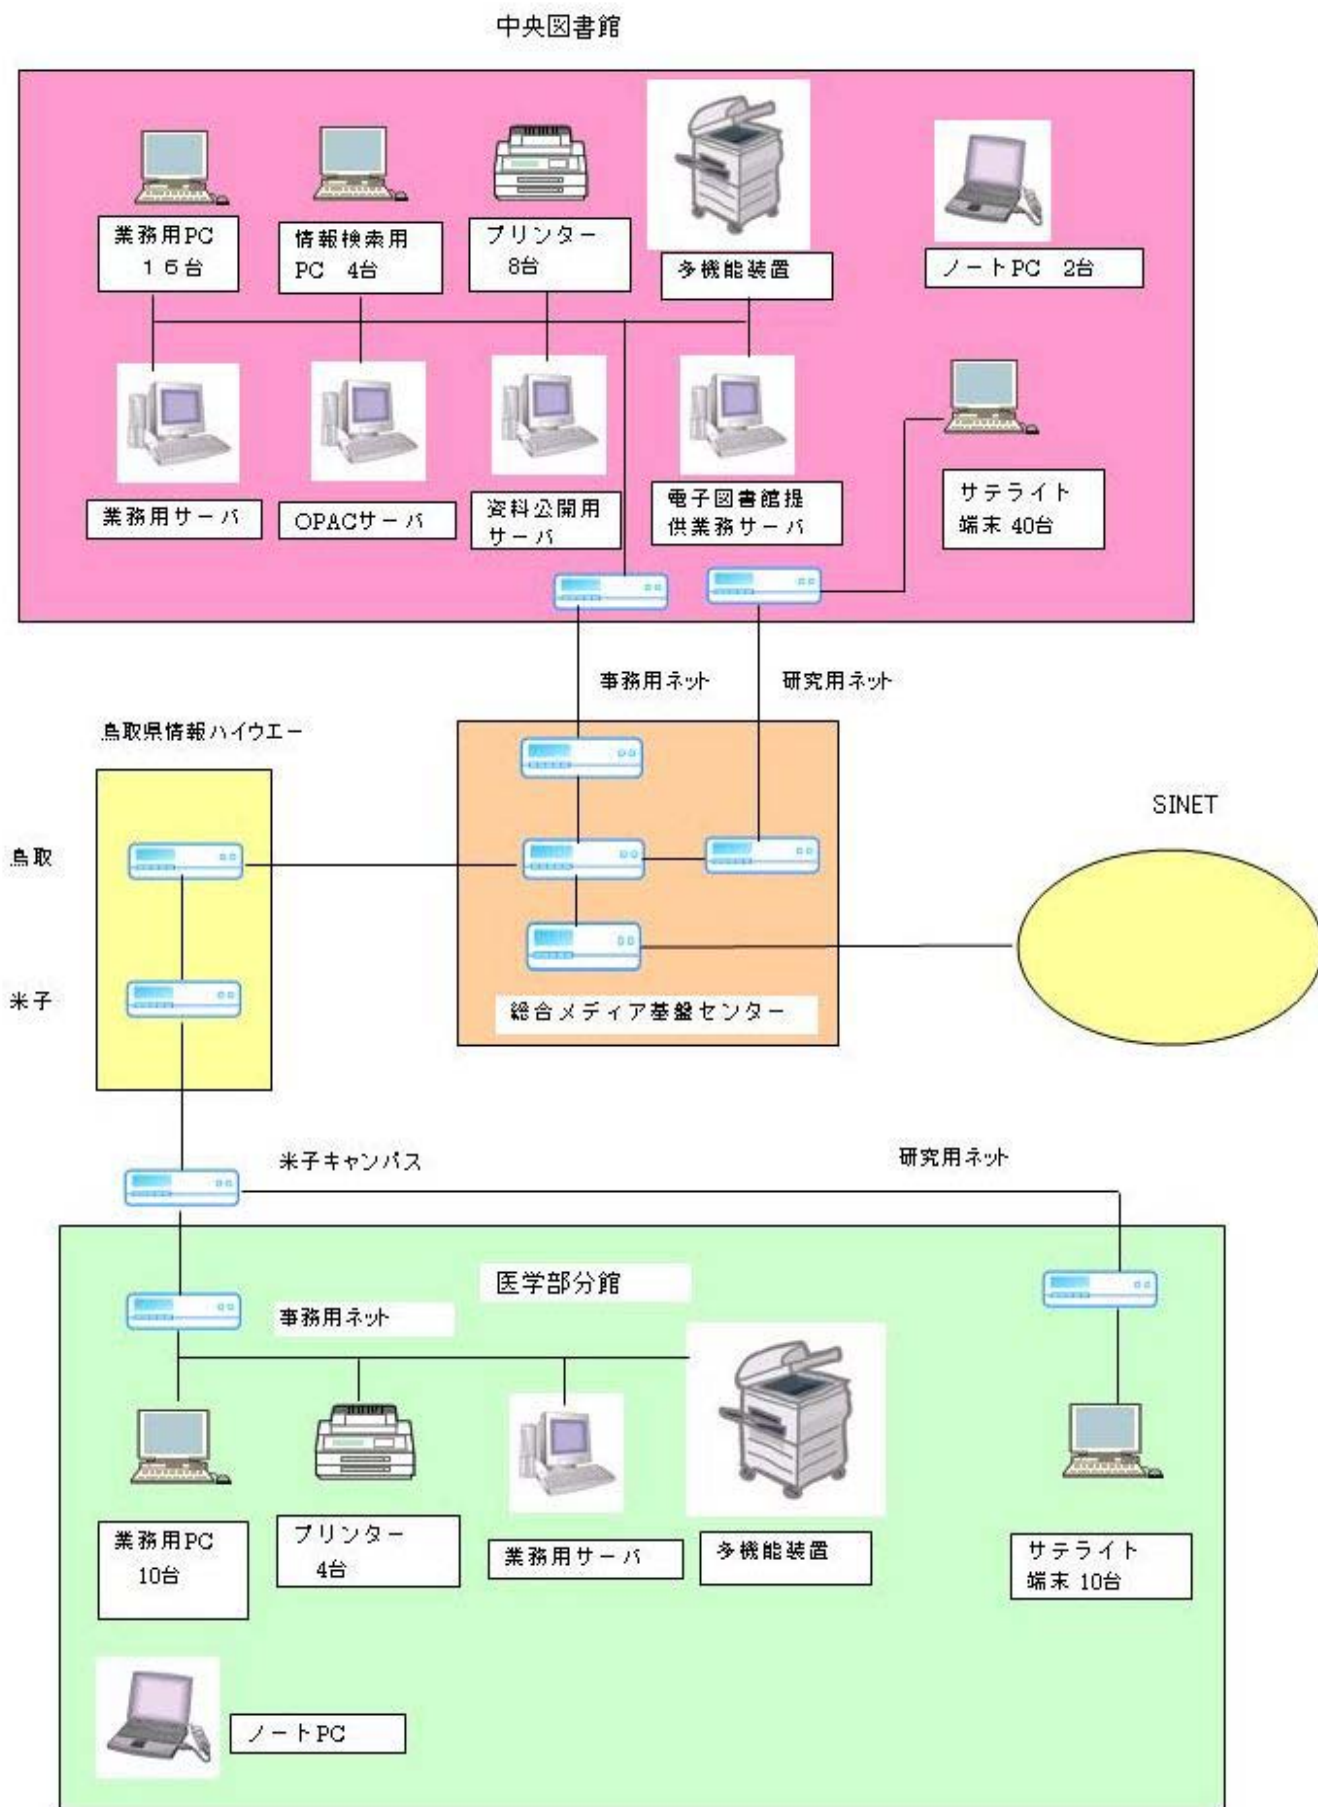 中央図書館
業務用PC
１６台
情報検索用
PC 4台
プリンター
8台
多機能装置
ノートPC 2台
業務用サーバ
OPACサーバ
資料公開用
サーバ
電子図書館提
供業務サーバ
サテライト
端末 40台
事務用ネット
研究用ネット
鳥取県情報ハイウエー
SINET
鳥取
米子
総合メディア基盤センター
米子キャンパス
研究用ネット
医学部分館
事務用ネット
業務用PC
10台
プリンター
4台
業務用サーバ
多機能装置
サテライト
端末 10台
ノートPC